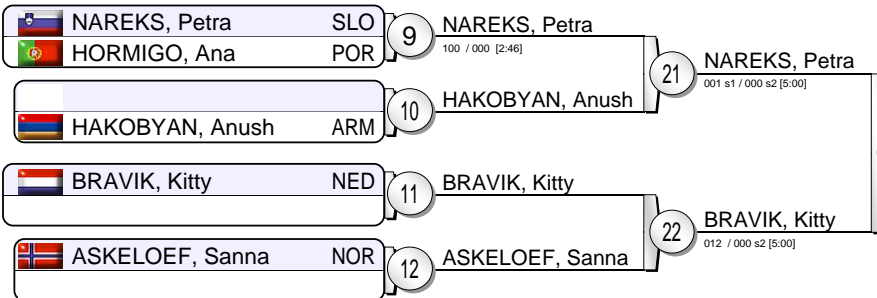 NAREKS, Petra SLO
HORMIGO, Ana POR
9
NAREKS, Petra
100 / 000 [2:46]
HAKOBYAN, Anush ARM
10
HAKOBYAN, Anush
21
NAREKS, Petra
001 s1 / 000 s2 [5:00]
BRAVIK, Kitty NED
11
BRAVIK, Kitty
ASKELOEF, Sanna NOR
12
ASKELOEF, Sanna
22
BRAVIK, Kitty
012 / 000 s2 [5:00]